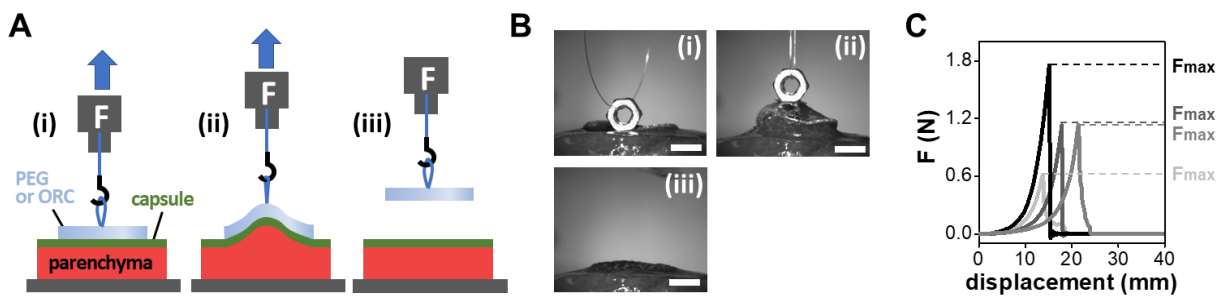 A
F
(i)
PEG
or ORC
capsule
parenchyma
F
(ii)
F
(iii)
B
(i)
(ii)
(iii)
C
F (N)
1.8
1.2
0.6
0.0
0 10 20 30 40
displacement (mm)
Fmax
Fmax
Fmax
Fmax